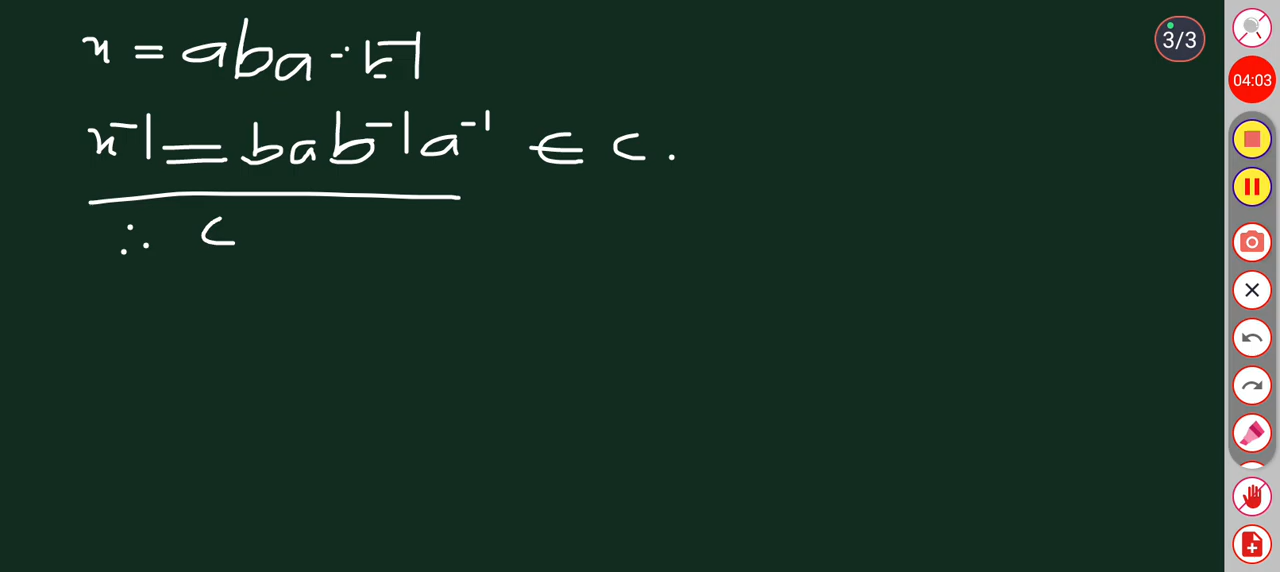 x = aba⁻¹b⁻¹ 3/3
04:03
x⁻¹ = bab⁻¹a⁻¹ ∈ C.
∴ C